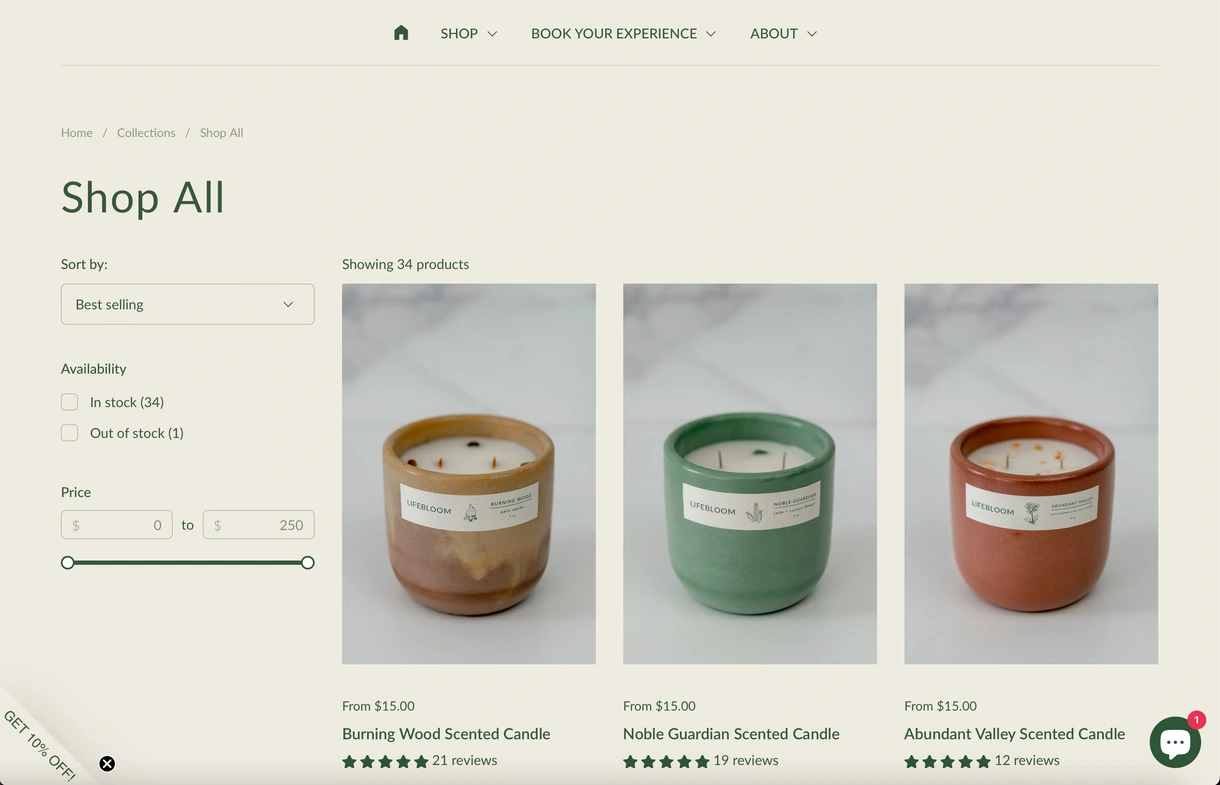 SHOP
BOOK YOUR EXPERIENCE
ABOUT
Home / Collections / Shop All
Shop All
Sort by:
Best selling
Availability
In stock (34)
Out of stock (1)
Price
$ 0 to $ 250
Showing 34 products
LIFEBLOOM
BURNING WOOD
LIFEBLOOM
NOBLE GUARDIAN
LIFEBLOOM
ABUNDANT VALLEY
From $15.00
Burning Wood Scented Candle
21 reviews
From $15.00
Noble Guardian Scented Candle
19 reviews
From $15.00
Abundant Valley Scented Candle
12 reviews
GET 10% OFF!
1